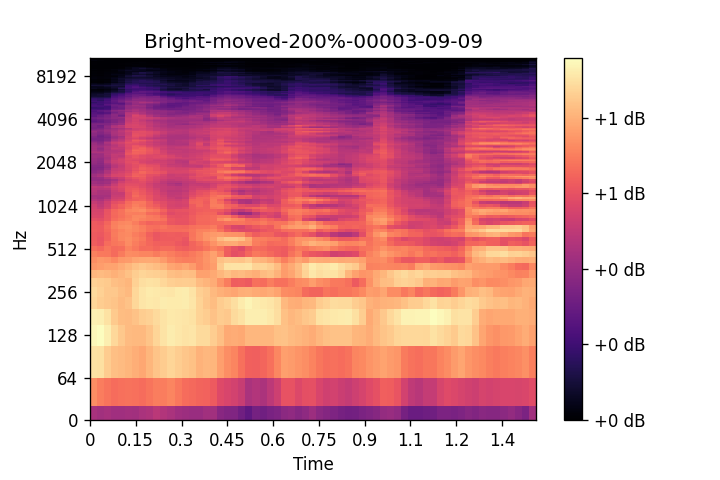 Bright-moved-200%-00003-09-09
8192
4096
2048
1024
512
256
128
64
0
Hz
0 0.15 0.3 0.45 0.6 0.75 0.9 1.1 1.2 1.4
Time
+1 dB
+1 dB
+0 dB
+0 dB
+0 dB